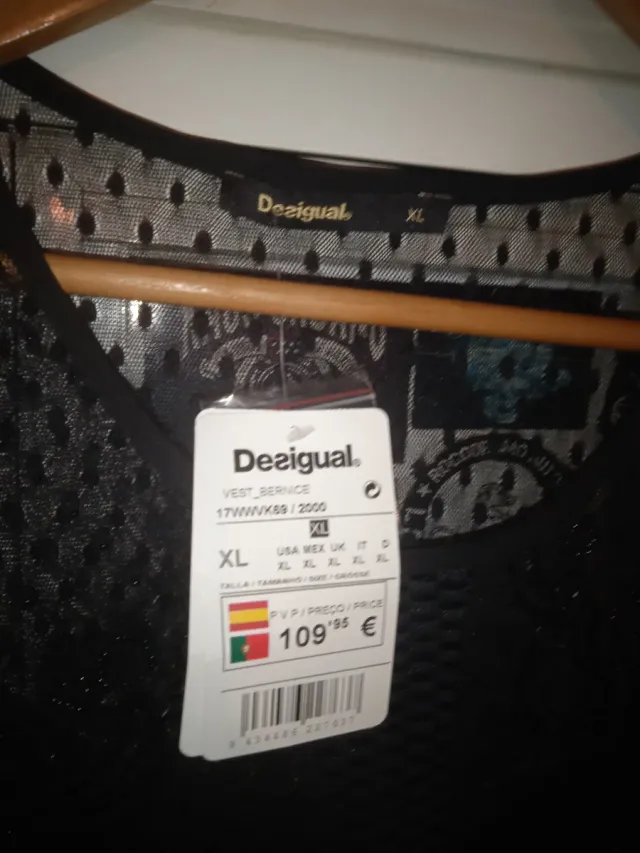 Desigual. XL
Desigual.
VEST_BERNICE
17WWVK69 / 2000
XL
XL
USA MEX UK IT D
XL XL XL XL XL
TALLA / TAMANHO / SIZE / GRÖSSE
P V P / PREÇO / PRICE
109'95 €